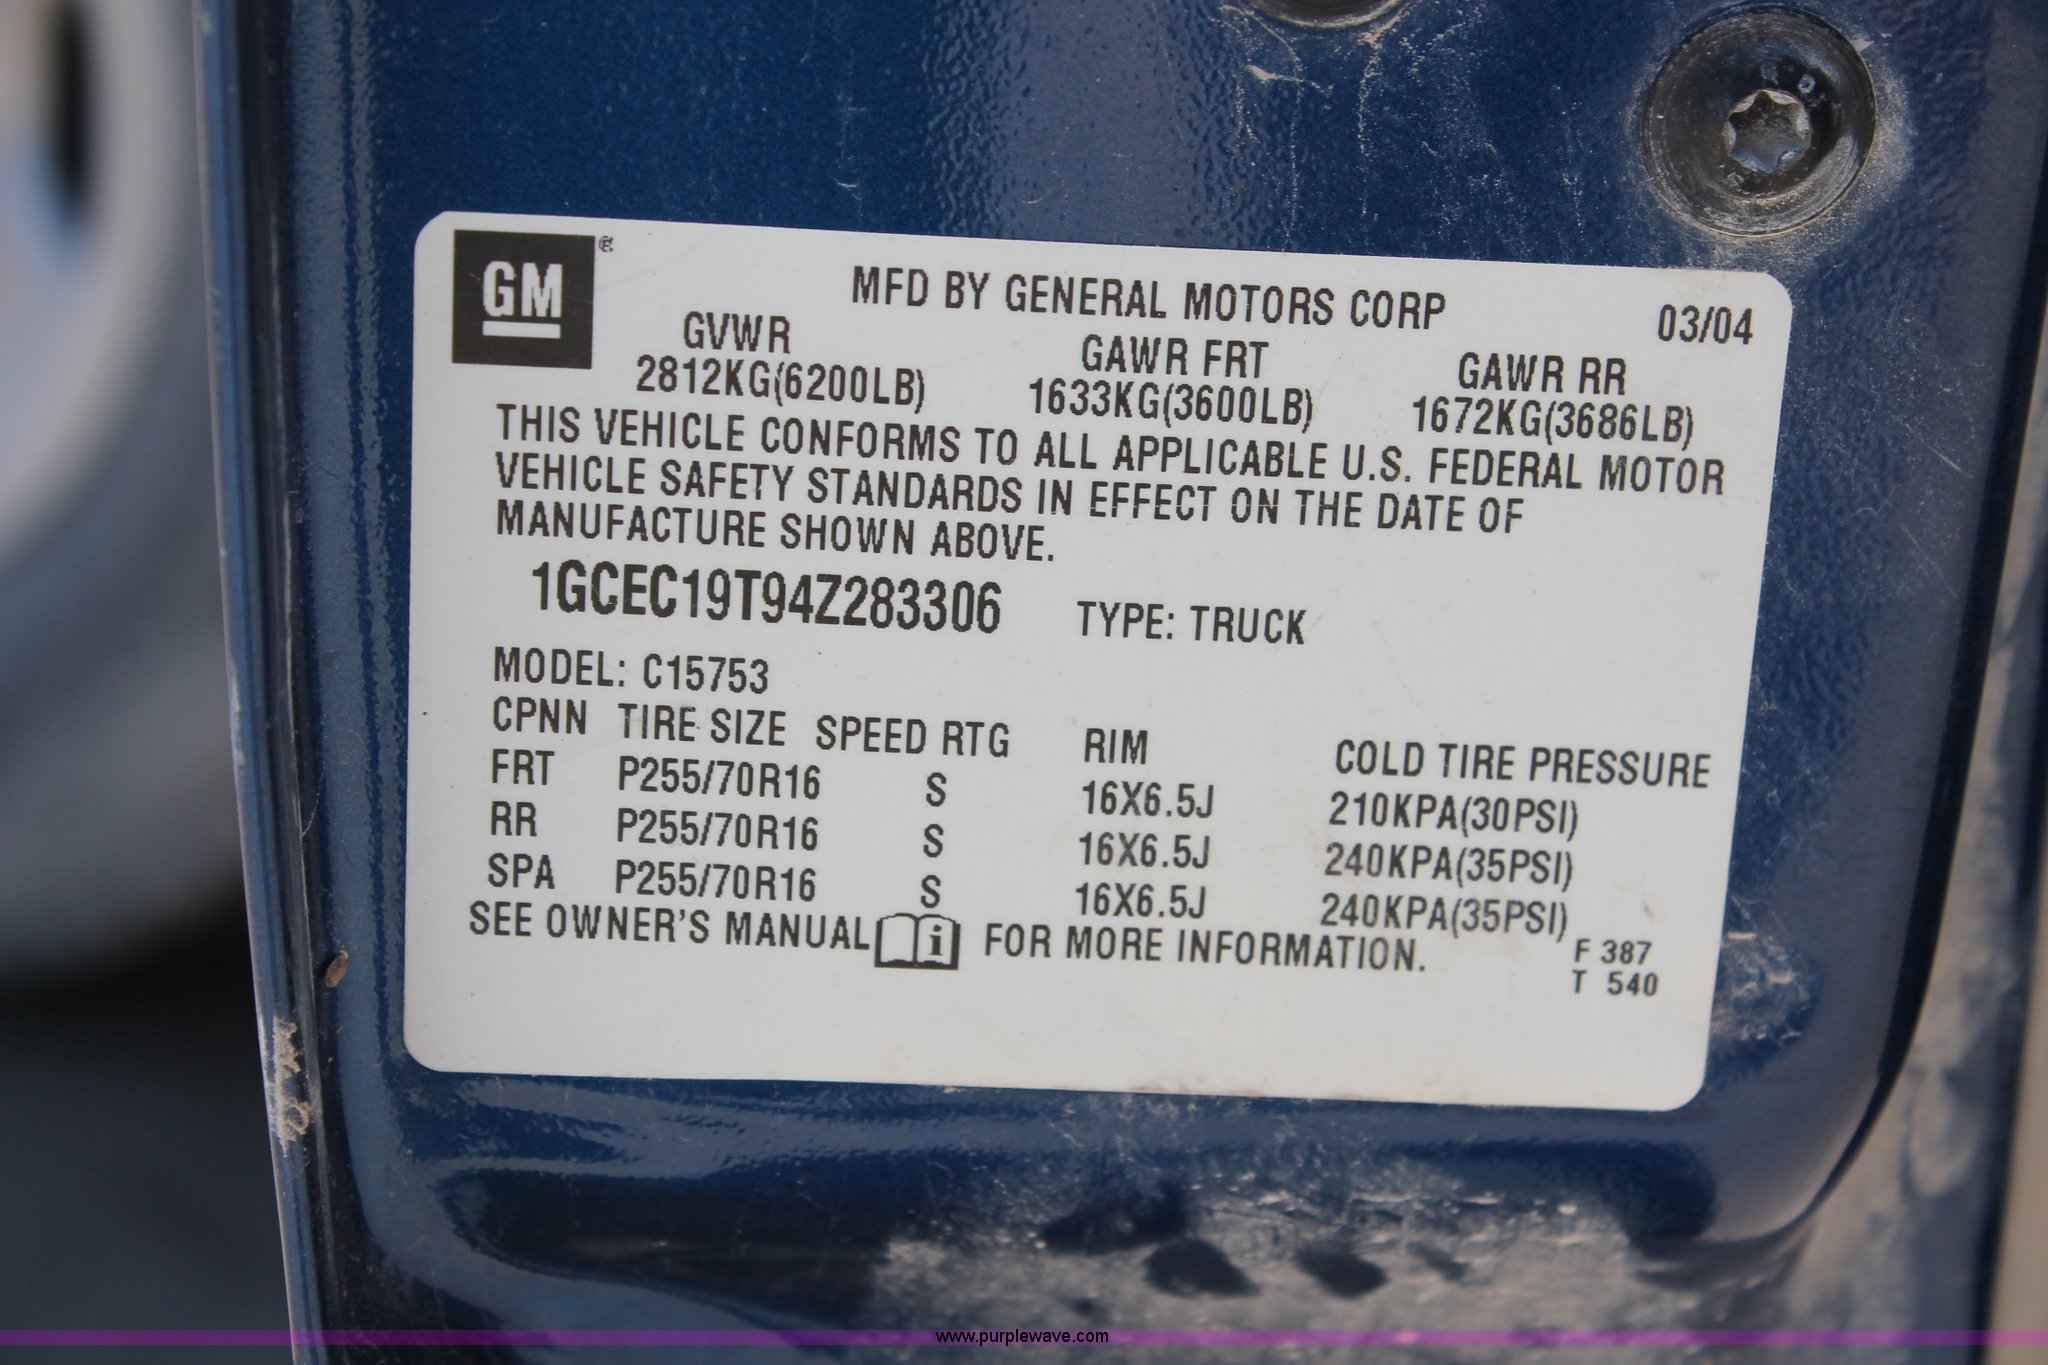 GM ®
MFD BY GENERAL MOTORS CORP 03/04
GVWR GAWR FRT GAWR RR
2812KG(6200LB) 1633KG(3600LB) 1672KG(3686LB)
THIS VEHICLE CONFORMS TO ALL APPLICABLE U.S. FEDERAL MOTOR
VEHICLE SAFETY STANDARDS IN EFFECT ON THE DATE OF
MANUFACTURE SHOWN ABOVE.
1GCEC19T94Z283306 TYPE: TRUCK
MODEL: C15753
CPNN TIRE SIZE SPEED RTG RIM COLD TIRE PRESSURE
FRT P255/70R16 S 16X6.5J 210KPA(30PSI)
RR P255/70R16 S 16X6.5J 240KPA(35PSI)
SPA P255/70R16 S 16X6.5J 240KPA(35PSI)
SEE OWNER'S MANUAL i FOR MORE INFORMATION.
F 387
T 540
www.purplewave.com